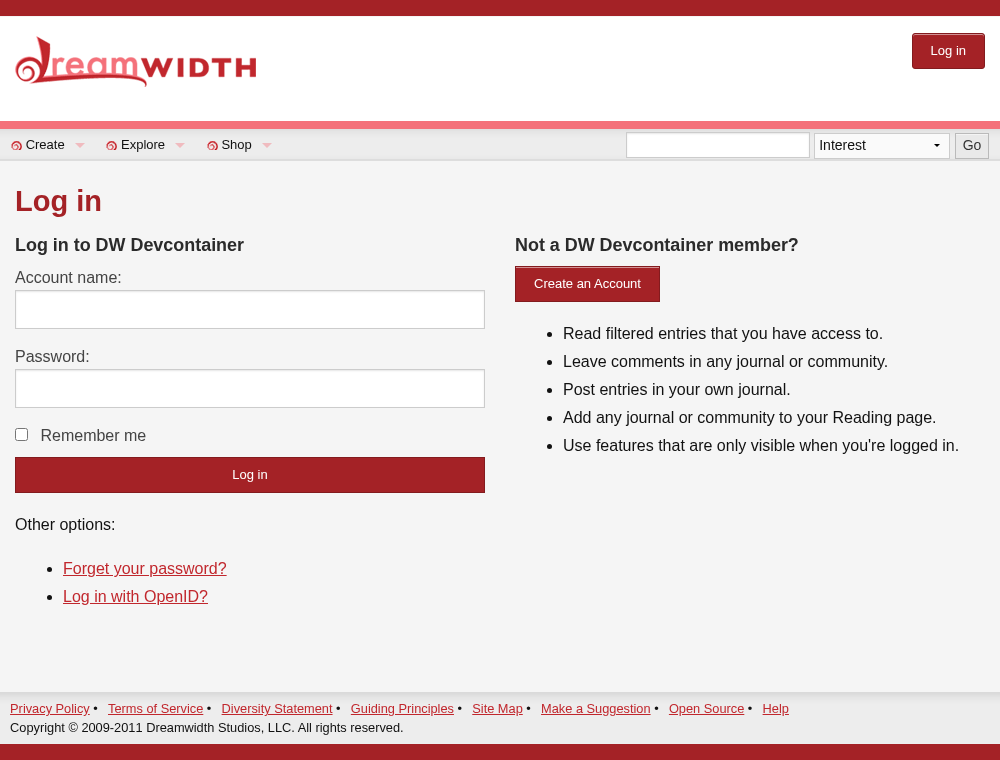 dreamwidth
Log in
Create
Explore
Shop
Interest
Go
Log in
Log in to DW Devcontainer
Account name:
Password:
Remember me
Log in
Other options:
Forget your password?
Log in with OpenID?
Not a DW Devcontainer member?
Create an Account
Read filtered entries that you have access to.
Leave comments in any journal or community.
Post entries in your own journal.
Add any journal or community to your Reading page.
Use features that are only visible when you're logged in.
Privacy Policy • Terms of Service • Diversity Statement • Guiding Principles • Site Map • Make a Suggestion • Open Source • Help
Copyright © 2009-2011 Dreamwidth Studios, LLC. All rights reserved.